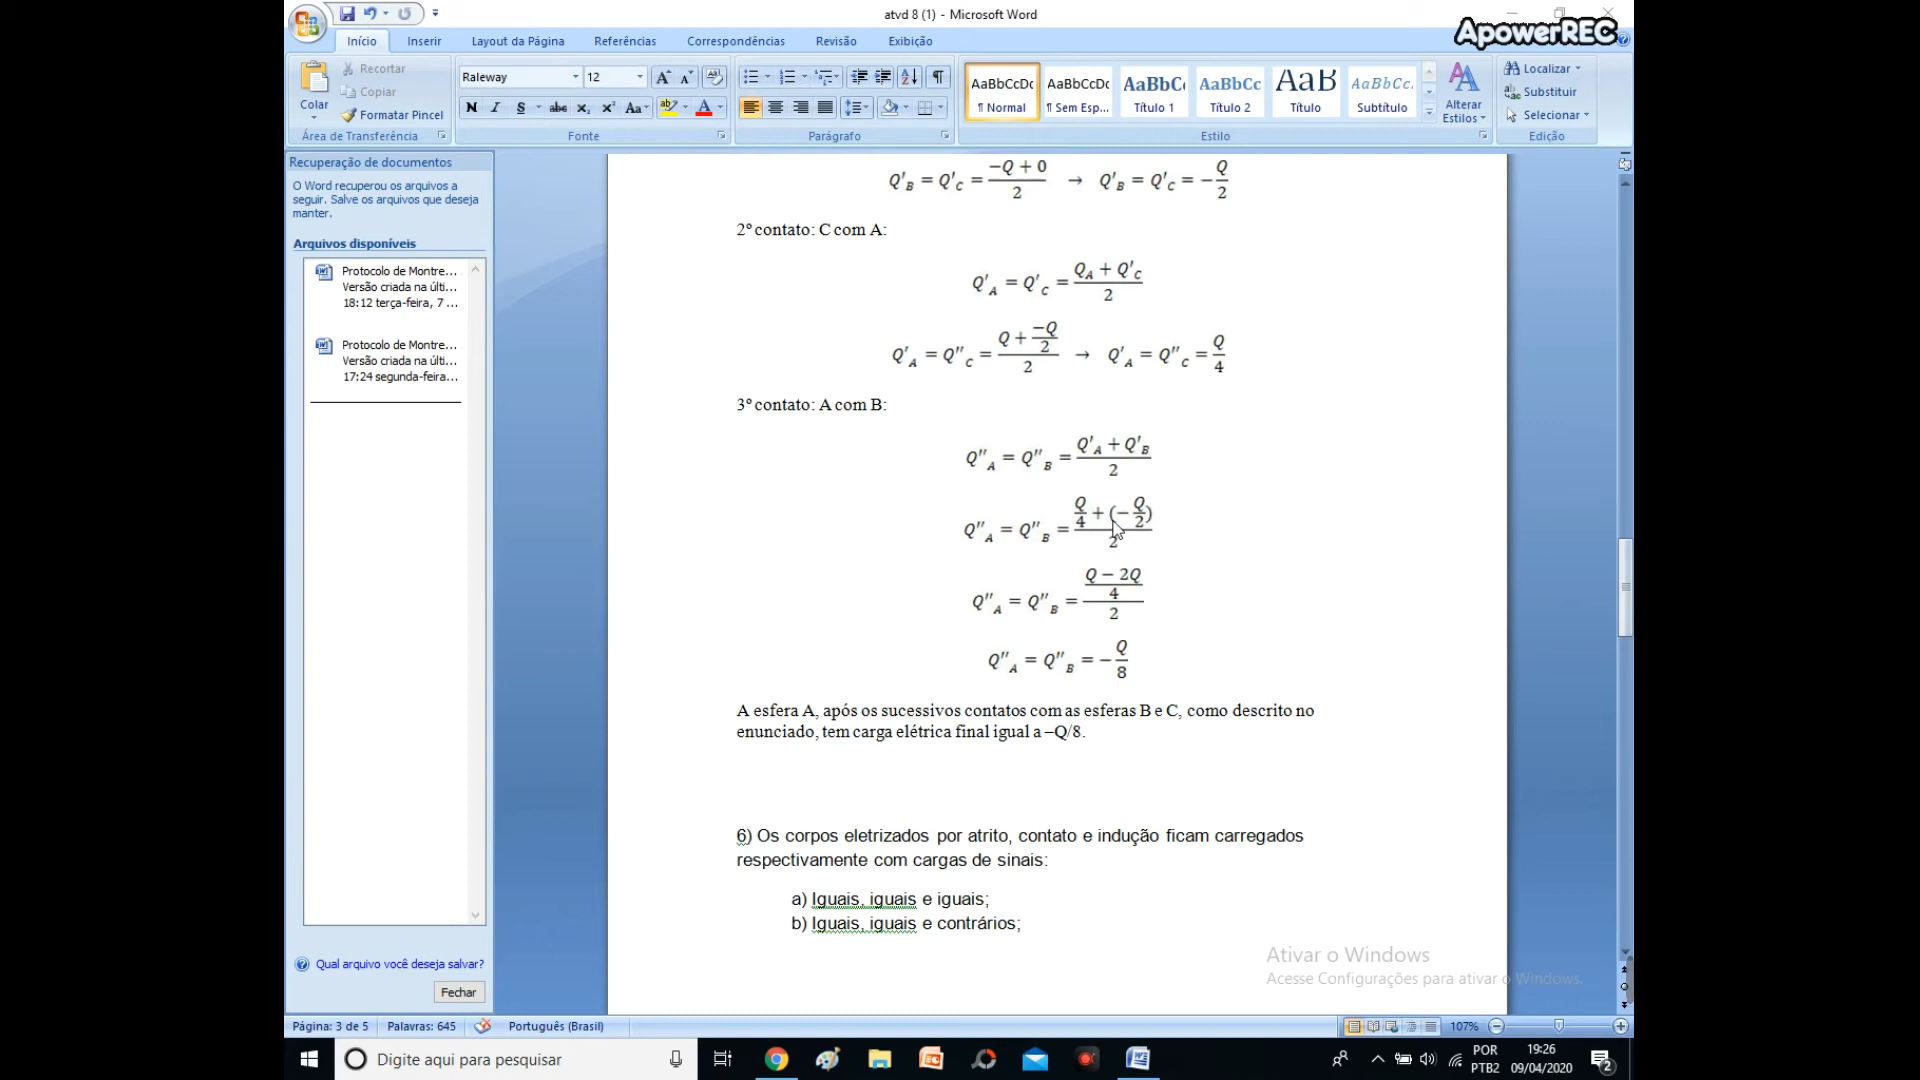 atvd 8 (1) - Microsoft Word
ApowerREC
Início Inserir Layout da Página Referências Correspondências Revisão Exibição
Colar
Recortar
Copiar
Formatar Pincel
Área de Transferência
Raleway 12
N I S abc x₂ x² Aa
Fonte
Parágrafo
AaBbCcDc AaBbCcDc AaBbC AaBbCc AaB AaBbCc.
¶ Normal ¶ Sem Esp... Título 1 Título 2 Título Subtítulo
Alterar Estilos
Estilo
Localizar
Substituir
Selecionar
Edição
Recuperação de documentos
O Word recuperou os arquivos a
seguir. Salve os arquivos que deseja
manter.
Arquivos disponíveis
Protocolo de Montre...
Versão criada na últi...
18:12 terça-feira, 7 ...
Protocolo de Montre...
Versão criada na últi...
17:24 segunda-feira...
Qual arquivo você deseja salvar?
Fechar
Q'B = Q'C = (−Q + 0)/2 → Q'B = Q'C = −Q/2
2º contato: C com A:
Q'A = Q'C = (QA + Q'C)/2
Q'A = Q''C = (Q + −Q/2)/2 → Q'A = Q''C = Q/4
3º contato: A com B:
Q''A = Q''B = (Q'A + Q'B)/2
Q''A = Q''B = (Q/4 + (−Q/2))/2
Q''A = Q''B = ((Q − 2Q)/4)/2
Q''A = Q''B = −Q/8
A esfera A, após os sucessivos contatos com as esferas B e C, como descrito no
enunciado, tem carga elétrica final igual a –Q/8.
6) Os corpos eletrizados por atrito, contato e indução ficam carregados
respectivamente com cargas de sinais:
a) Iguais, iguais e iguais;
b) Iguais, iguais e contrários;
Ativar o Windows
Acesse Configurações para ativar o Windows.
Página: 3 de 5 Palavras: 645 Português (Brasil) 107%
Digite aqui para pesquisar
POR
PTB2
19:26
09/04/2020
2